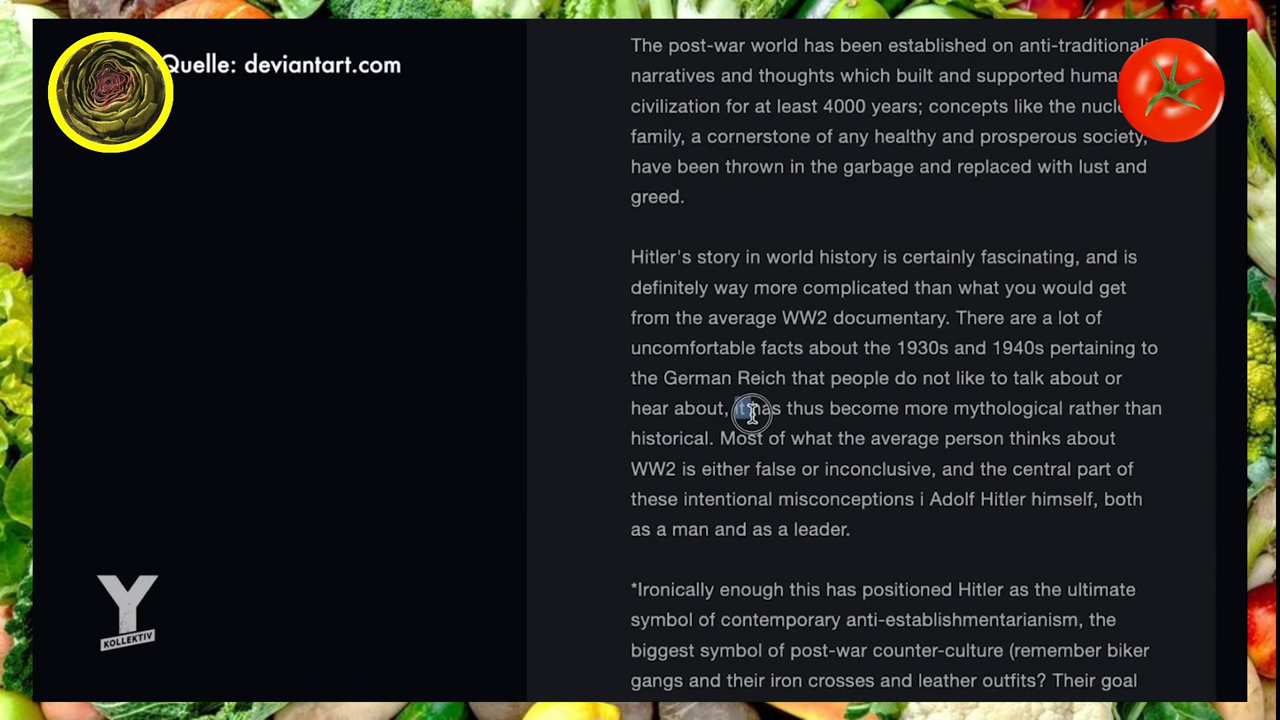 Quelle: deviantart.com
The post-war world has been established on
narratives and thoughts which built and supported
civilization for at least 4000 years; concepts like the
family, a cornerstone of any healthy and prosperous society,
have been thrown in the garbage and replaced with lust and
greed.
Hitler's story in world history is certainly fascinating, and is
definitely way more complicated than what you would get
from the average WW2 documentary. There are a lot of
uncomfortable facts about the 1930s and 1940s pertaining to
the German Reich that people do not like to talk about or
hear about, it has thus become more mythological rather than
historical. Most of what the average person thinks about
WW2 is either false or inconclusive, and the central part of
these intentional misconceptions i Adolf Hitler himself, both
as a man and as a leader.
*Ironically enough this has positioned Hitler as the ultimate
symbol of contemporary anti-establishmentarianism, the
biggest symbol of post-war counter-culture (remember biker
gangs and their iron crosses and leather outfits? Their goal
Y
KOLLEKTIV